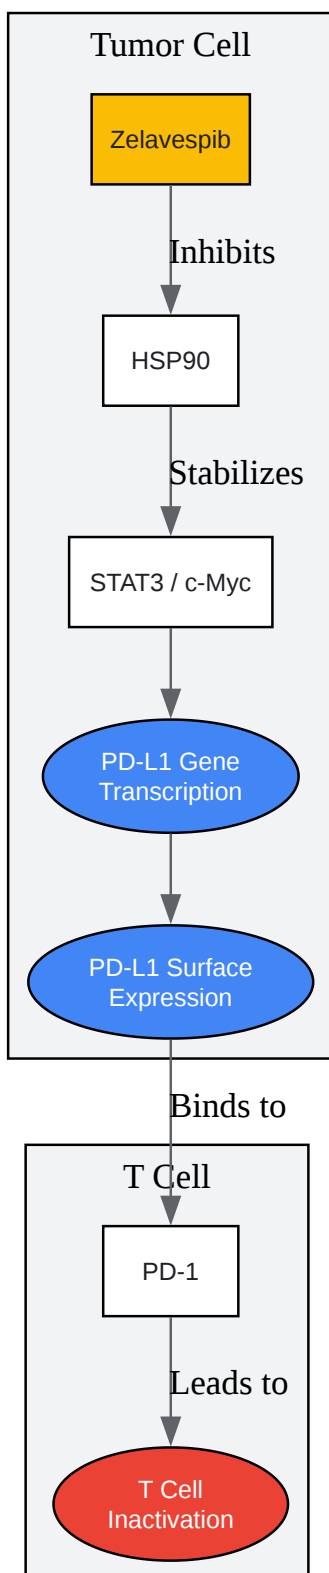 Tumor Cell
Zelavespib
Inhibits
HSP90
Stabilizes
STAT3 / c-Myc
PD-L1 Gene
Transcription
PD-L1 Surface
Expression
Binds to
T Cell
PD-1
Leads to
T Cell
Inactivation